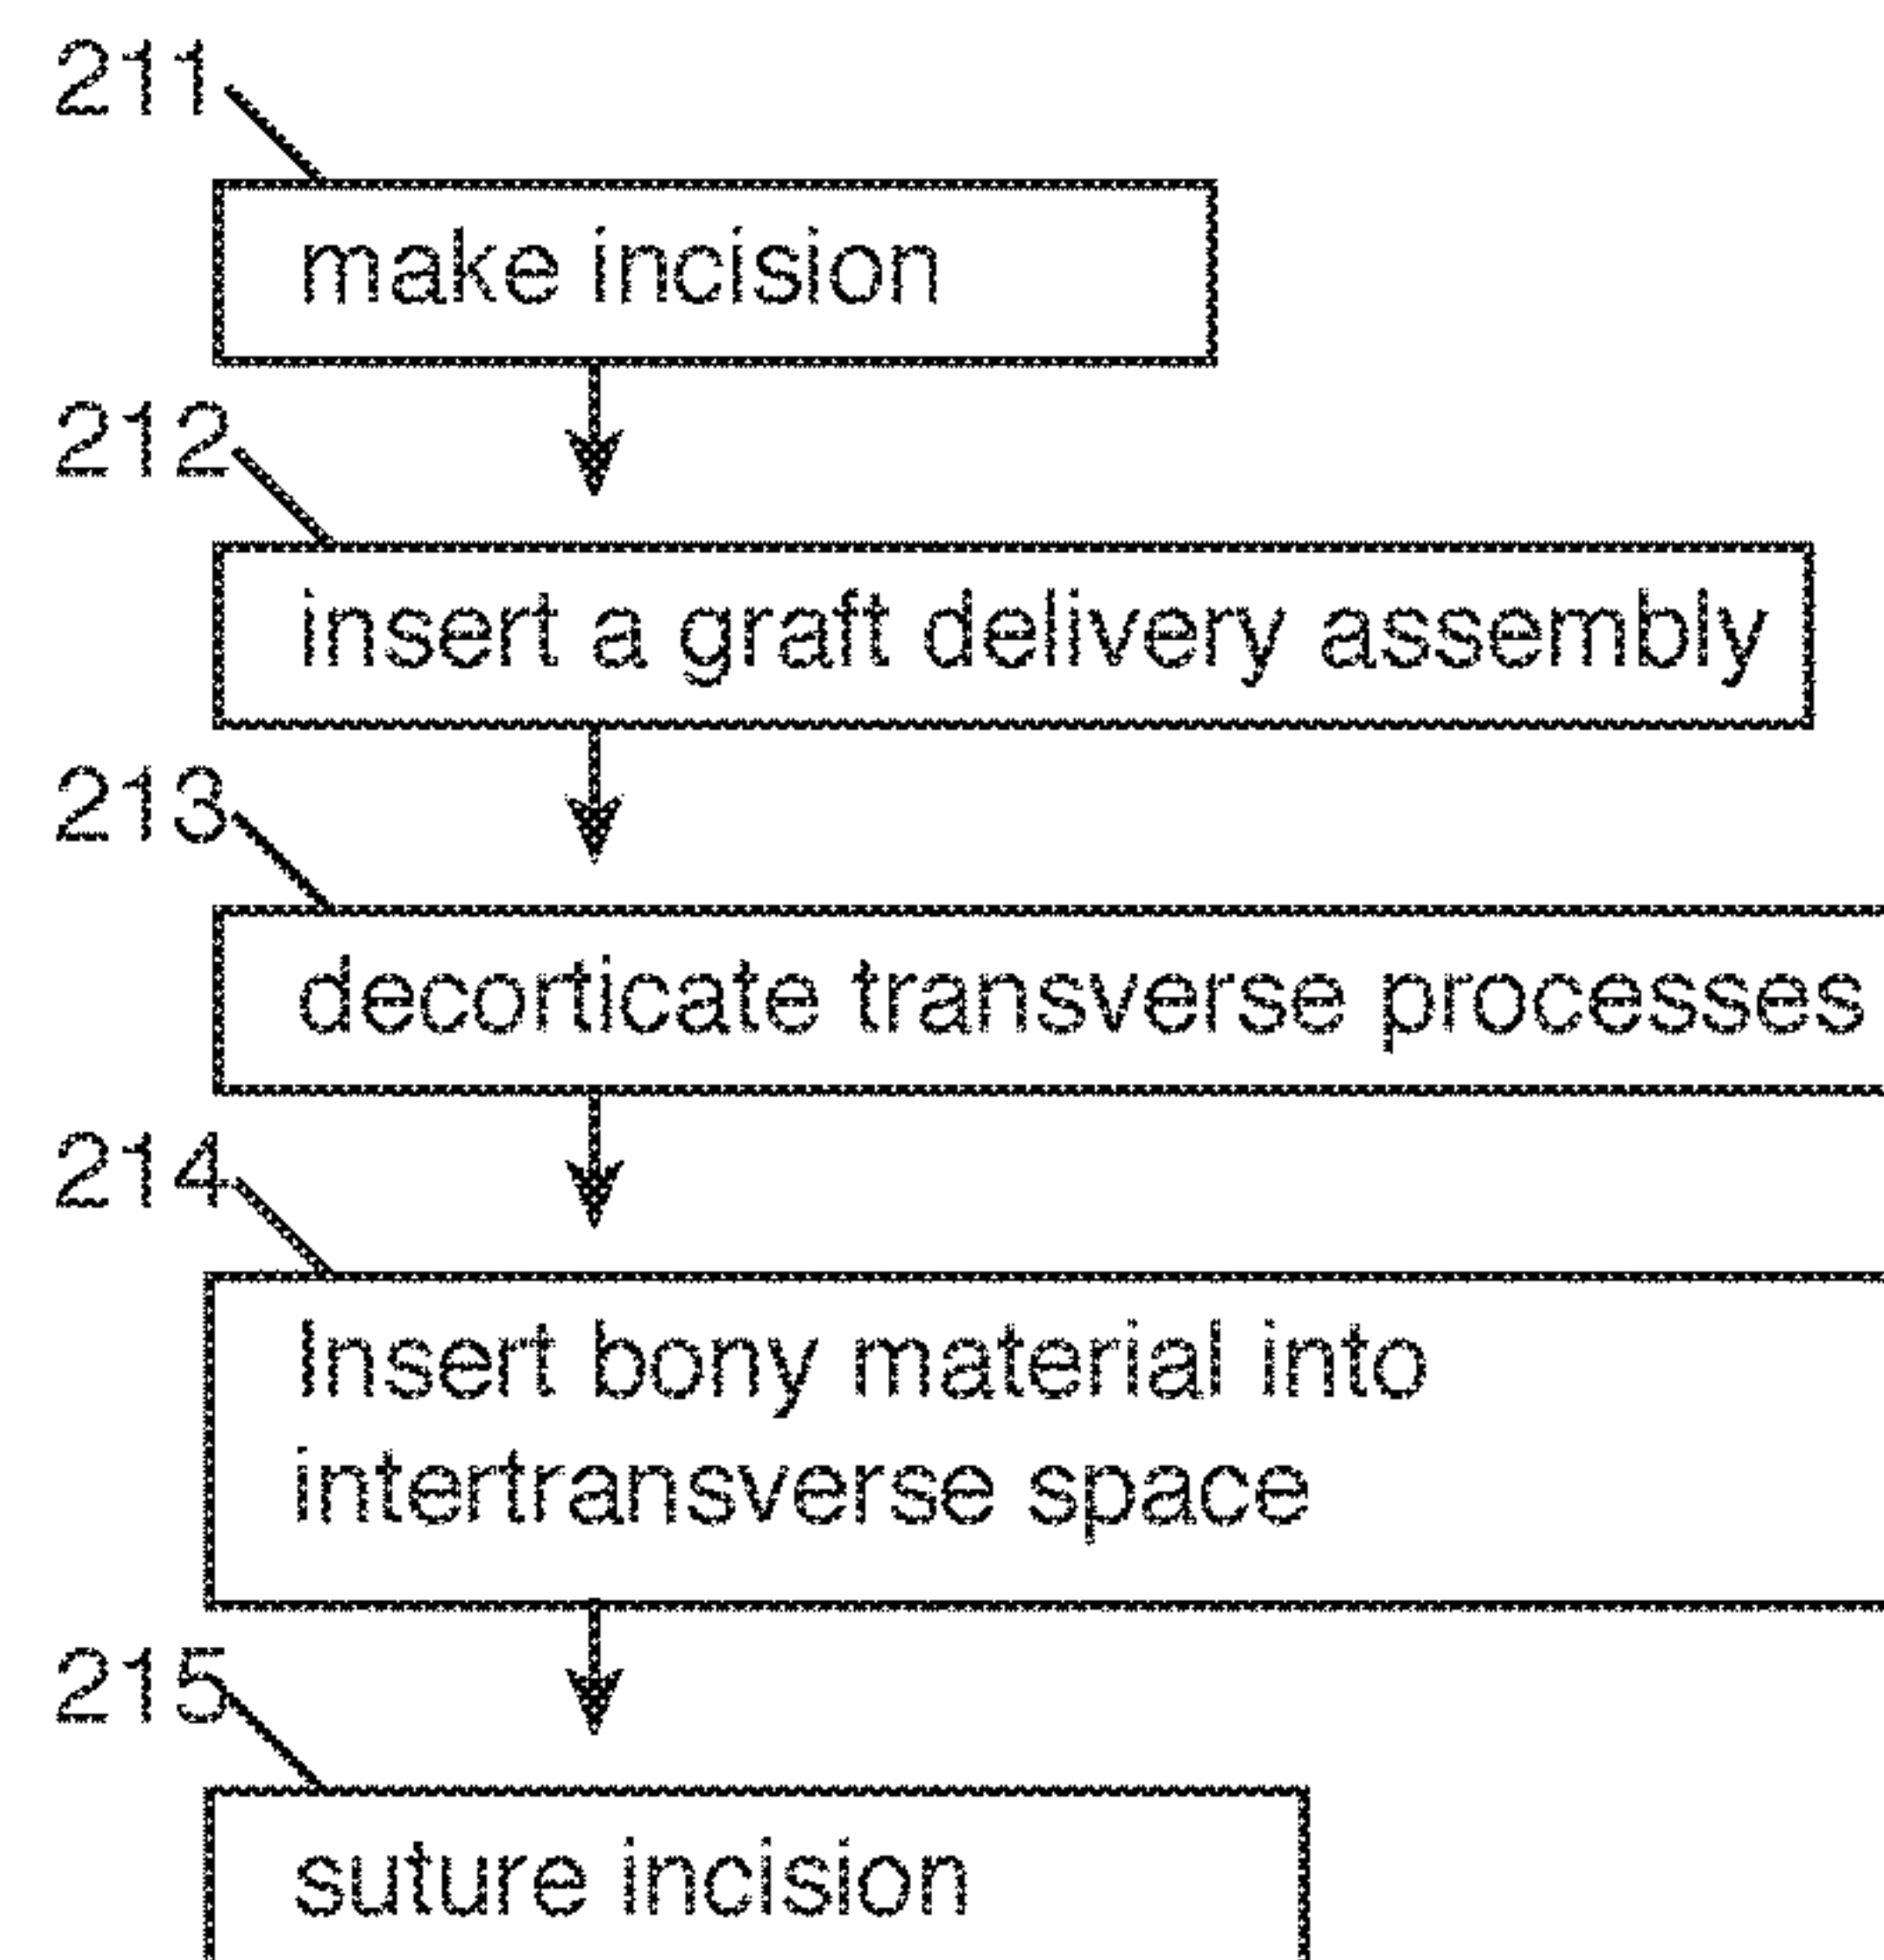 211
make incision
212
insert a graft delivery assembly
213
decorticate transverse processes
214
Insert bony material into
intertransverse space
215
suture incision